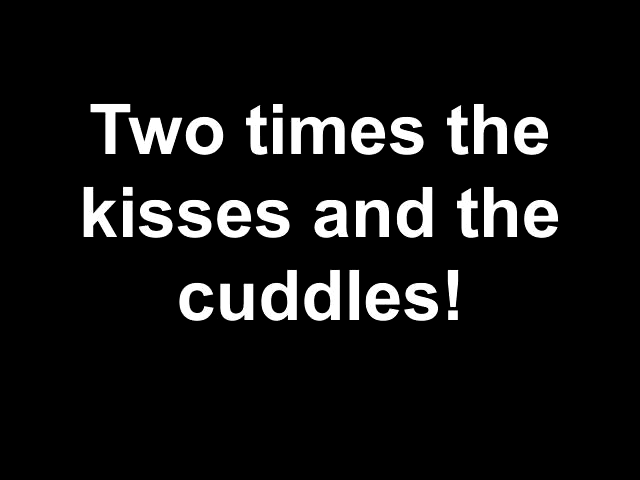 Two times the
kisses and the
cuddles!